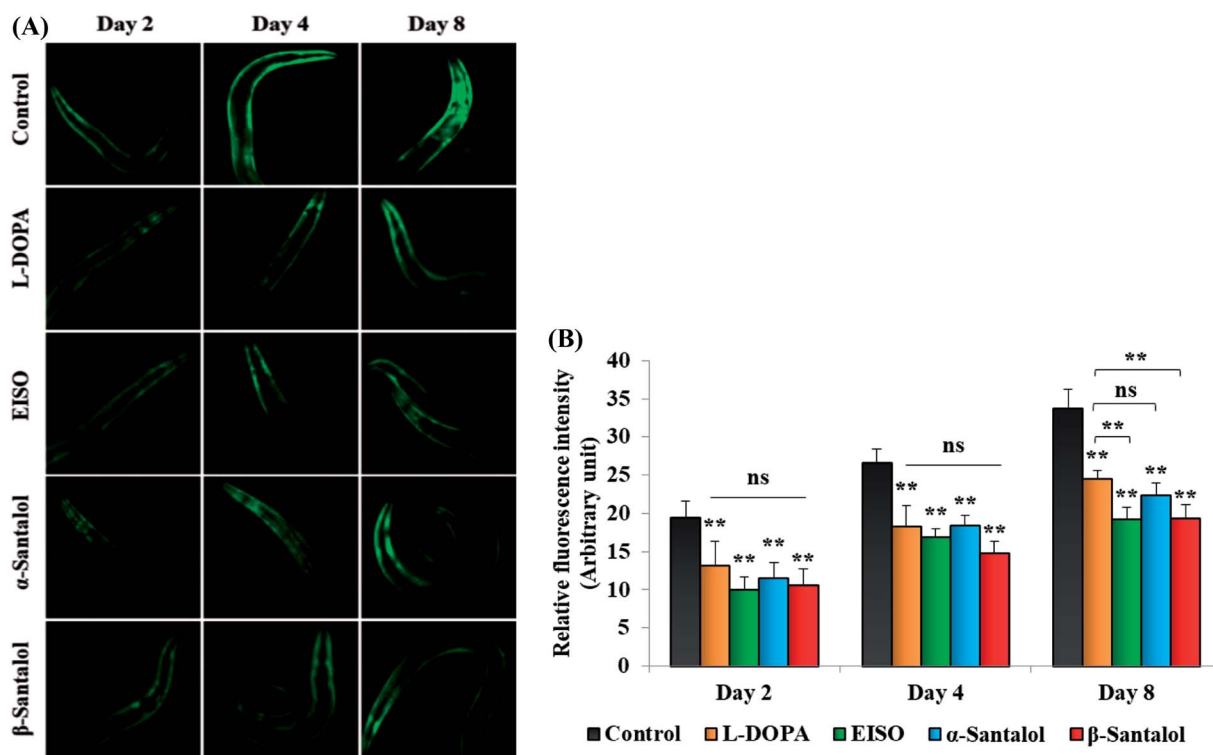 (A)
Day 2 Day 4 Day 8
Control
L-DOPA
EISO
α-Santalol
β-Santalol
(B)
Relative fluorescence intensity
(Arbitrary unit)
40
35
30
25
20
15
10
5
0
ns
**
**
**
**
ns
**
**
**
**
**
ns
**
**
**
**
**
Day 2 Day 4 Day 8
Control L-DOPA EISO α-Santalol β-Santalol